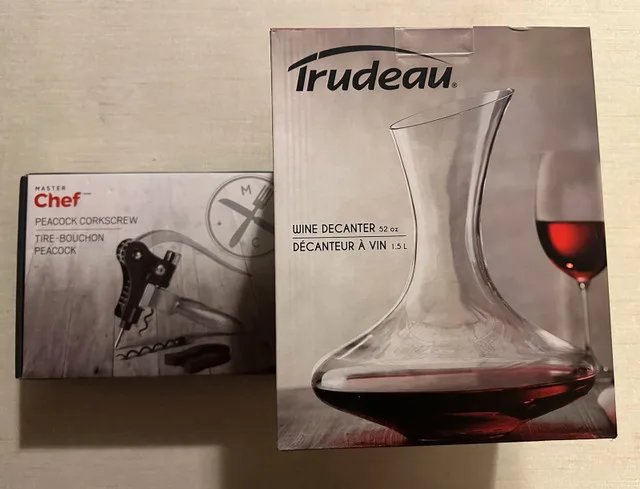 MASTER
Chef
PEACOCK CORKSCREW
TIRE-BOUCHON
PEACOCK
M
C
Trudeau®
WINE DECANTER 52 oz
DÉCANTEUR À VIN 1.5 L